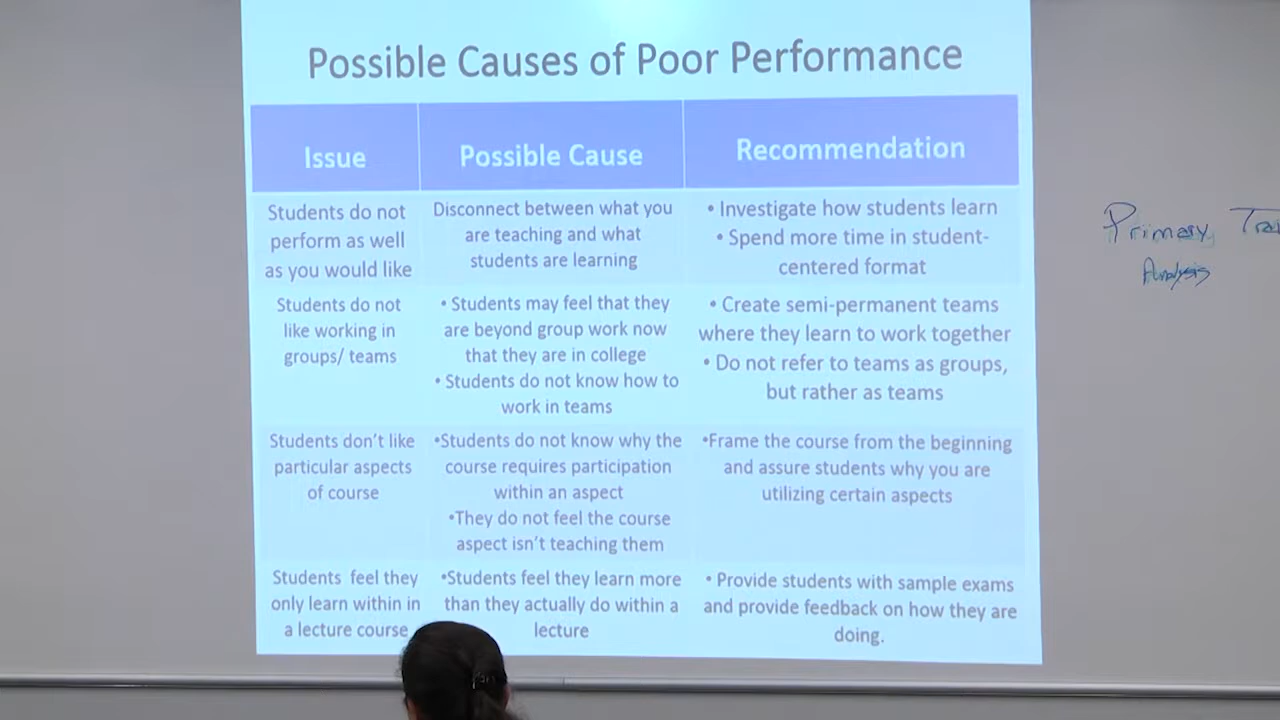 Possible Causes of Poor Performance
Issue
Possible Cause
Recommendation
Students do not
perform as well
as you would like
Disconnect between what you
are teaching and what
students are learning
• Investigate how students learn
• Spend more time in student-
centered format
Students do not
like working in
groups/ teams
• Students may feel that they
are beyond group work now
that they are in college
• Students do not know how to
work in teams
• Create semi-permanent teams
where they learn to work together
• Do not refer to teams as groups,
but rather as teams
Students don't like
particular aspects
of course
•Students do not know why the
course requires participation
within an aspect
•They do not feel the course
aspect isn't teaching them
•Frame the course from the beginning
and assure students why you are
utilizing certain aspects
Students feel they
only learn within in
a lecture course
•Students feel they learn more
than they actually do within a
lecture
• Provide students with sample exams
and provide feedback on how they are
doing.
Primary
Analysis